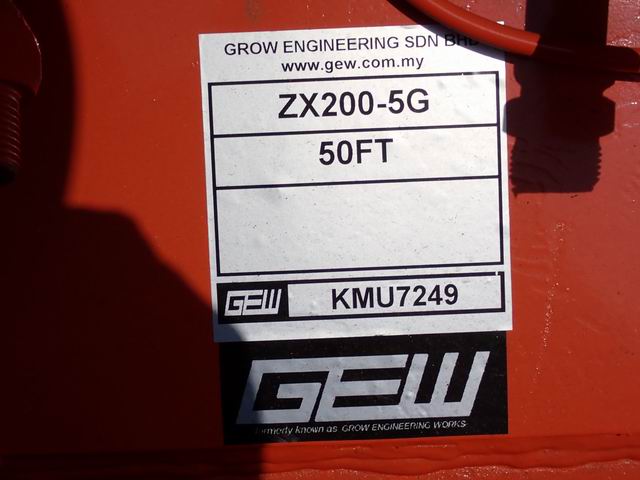 GROW ENGINEERING SDN BHD
www.gew.com.my
ZX200-5G
50FT
GEW KMU7249
GEW
formerly known as GROW ENGINEERING WORKS